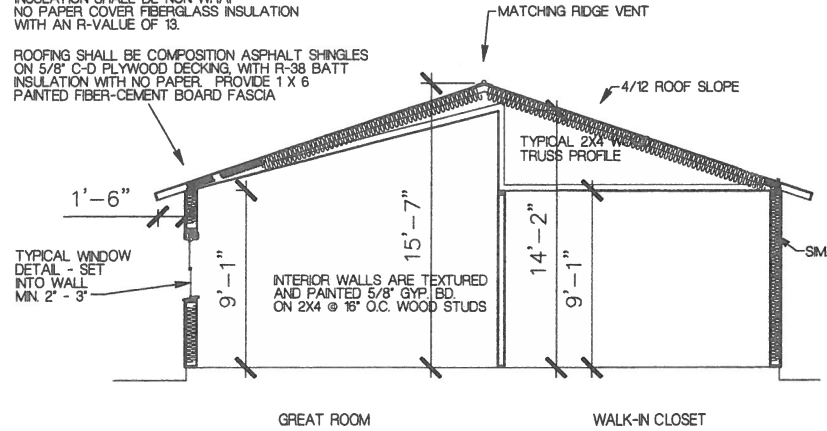 INSULATION SHALL BE NON-WRAP
NO PAPER COVER FIBERGLASS INSULATION
WITH AN R-VALUE OF 13.
ROOFING SHALL BE COMPOSITION ASPHALT SHINGLES
ON 5/8" C-D PLYWOOD DECKING, WITH R-38 BATT
INSULATION WITH NO PAPER. PROVIDE 1 X 6
PAINTED FIBER-CEMENT BOARD FASCIA
MATCHING RIDGE VENT
4/12 ROOF SLOPE
TYPICAL 2X4
TRUSS PROFILE
1'-6"
15'-7"
14'-2"
9'-1"
9'-1"
TYPICAL WINDOW
DETAIL - SET
INTO WALL
MIN. 2" - 3"
INTERIOR WALLS ARE TEXTURED
AND PAINTED 5/8" GYP. BD.
ON 2X4 @ 16" O.C. WOOD STUDS
SIM
GREAT ROOM
WALK-IN CLOSET